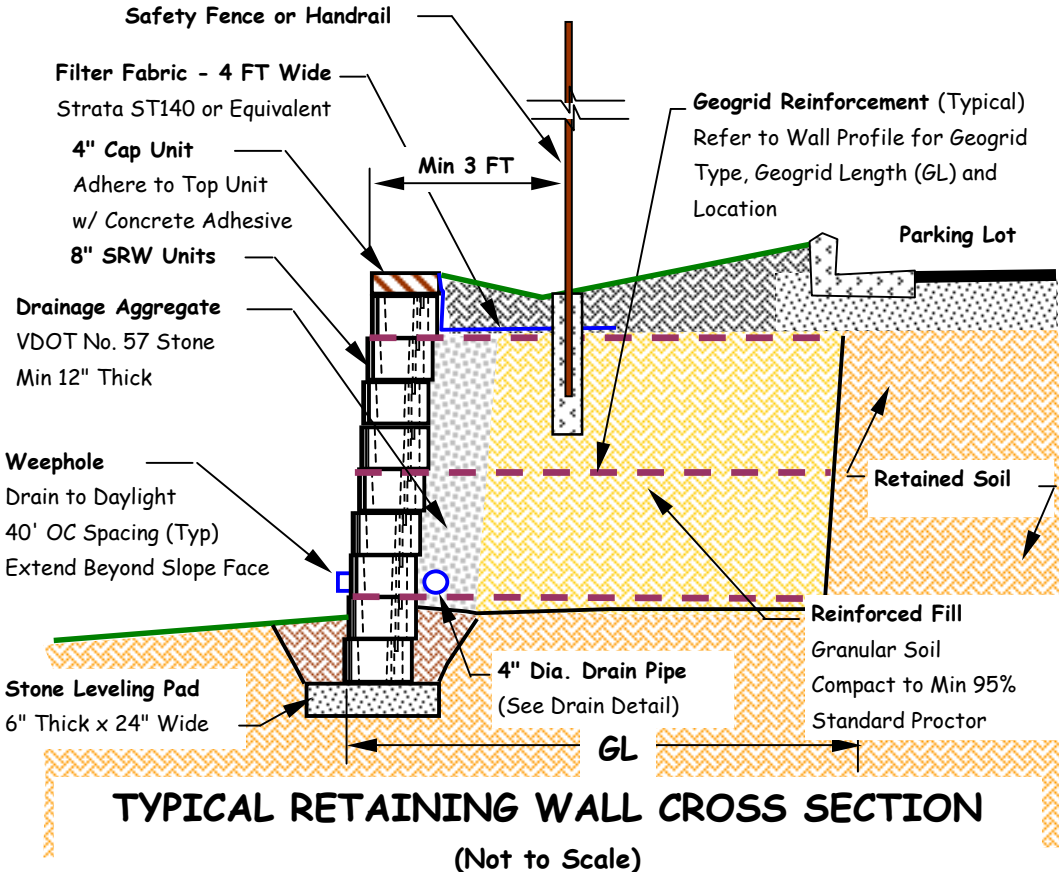 Safety Fence or Handrail
Filter Fabric - 4 FT Wide
Strata ST140 or Equivalent
4" Cap Unit
Adhere to Top Unit
w/ Concrete Adhesive
8" SRW Units
Drainage Aggregate
VDOT No. 57 Stone
Min 12" Thick
Weephole
Drain to Daylight
40' OC Spacing (Typ)
Extend Beyond Slope Face
Stone Leveling Pad
6" Thick x 24" Wide
Min 3 FT
Geogrid Reinforcement (Typical)
Refer to Wall Profile for Geogrid
Type, Geogrid Length (GL) and
Location
Parking Lot
Retained Soil
Reinforced Fill
Granular Soil
Compact to Min 95%
Standard Proctor
4" Dia. Drain Pipe
(See Drain Detail)
GL
TYPICAL RETAINING WALL CROSS SECTION
(Not to Scale)